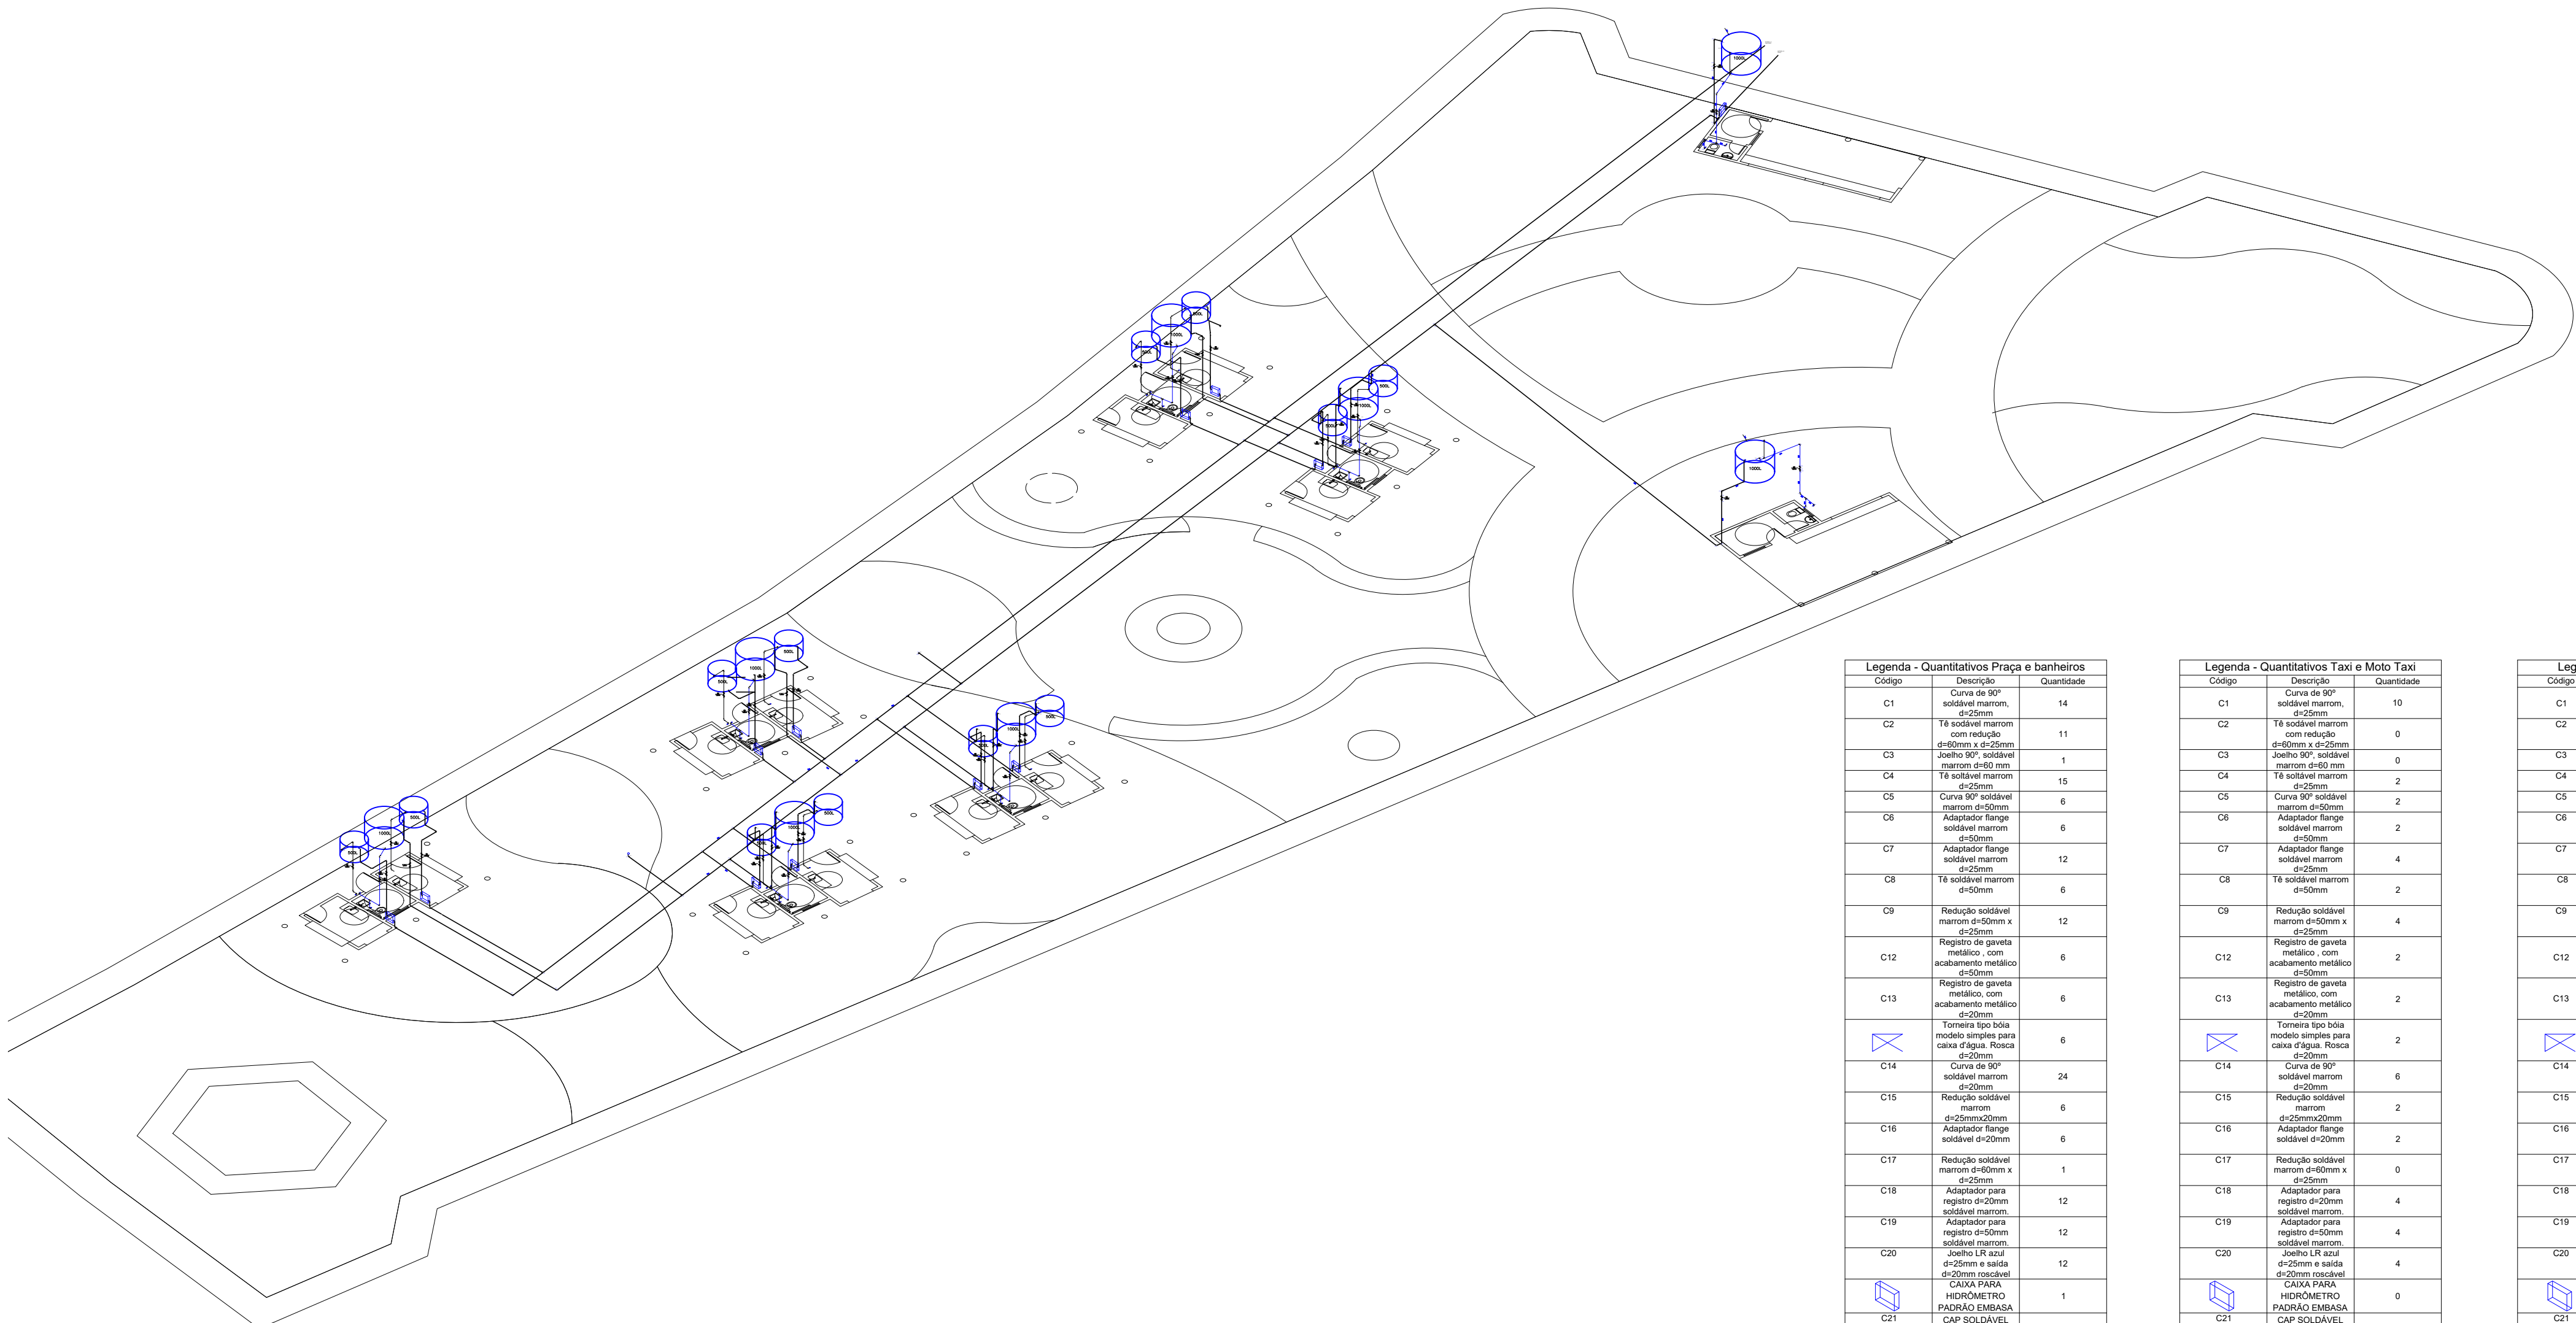 1000L
500L
1000L
500L
500L
1000L
500L
1000L
500L
1000L
500L
500L
1000L
500L
1000L
500L
1000L
500L
500L
1000L
500L
Legenda - Quantitativos Praça e banheiros
Código Descrição Quantidade
C1 Curva de 90º soldável marrom, d=25mm 14
C2 Tê sodável marrom com redução d=60mm x d=25mm 11
C3 Joelho 90º, soldável marrom d=60 mm 1
C4 Tê soltável marrom d=25mm 15
C5 Curva 90º soldável marrom d=50mm 6
C6 Adaptador flange soldável marrom d=50mm 6
C7 Adaptador flange soldável marrom d=25mm 12
C8 Tê soldável marrom d=50mm 6
C9 Redução soldável marrom d=50mm x d=25mm 12
C12 Registro de gaveta metálico , com acabamento metálico d=50mm 6
C13 Registro de gaveta metálico, com acabamento metálico d=20mm 6
Torneira tipo bóia modelo simples para caixa d'água. Rosca d=20mm 6
C14 Curva de 90º soldável marrom d=20mm 24
C15 Redução soldável marrom d=25mmx20mm 6
C16 Adaptador flange soldável d=20mm 6
C17 Redução soldável marrom d=60mm x d=25mm 1
C18 Adaptador para registro d=20mm soldável marrom. 12
C19 Adaptador para registro d=50mm soldável marrom. 12
C20 Joelho LR azul d=25mm e saída d=20mm roscável 12
CAIXA PARA HIDRÔMETRO PADRÃO EMBASA 1
C21 CAP SOLDÁVEL
Legenda - Quantitativos Taxi e Moto Taxi
Código Descrição Quantidade
C1 Curva de 90º soldável marrom, d=25mm 10
C2 Tê sodável marrom com redução d=60mm x d=25mm 0
C3 Joelho 90º, soldável marrom d=60 mm 0
C4 Tê soltável marrom d=25mm 2
C5 Curva 90º soldável marrom d=50mm 2
C6 Adaptador flange soldável marrom d=50mm 2
C7 Adaptador flange soldável marrom d=25mm 4
C8 Tê soldável marrom d=50mm 2
C9 Redução soldável marrom d=50mm x d=25mm 4
C12 Registro de gaveta metálico , com acabamento metálico d=50mm 2
C13 Registro de gaveta metálico, com acabamento metálico d=20mm 2
Torneira tipo bóia modelo simples para caixa d'água. Rosca d=20mm 2
C14 Curva de 90º soldável marrom d=20mm 6
C15 Redução soldável marrom d=25mmx20mm 2
C16 Adaptador flange soldável d=20mm 2
C17 Redução soldável marrom d=60mm x d=25mm 0
C18 Adaptador para registro d=20mm soldável marrom. 4
C19 Adaptador para registro d=50mm soldável marrom. 4
C20 Joelho LR azul d=25mm e saída d=20mm roscável 4
CAIXA PARA HIDRÔMETRO PADRÃO EMBASA 0
C21 CAP SOLDÁVEL
Leg
Código
C1
C2
C3
C4
C5
C6
C7
C8
C9
C12
C13
C14
C15
C16
C17
C18
C19
C20
C21